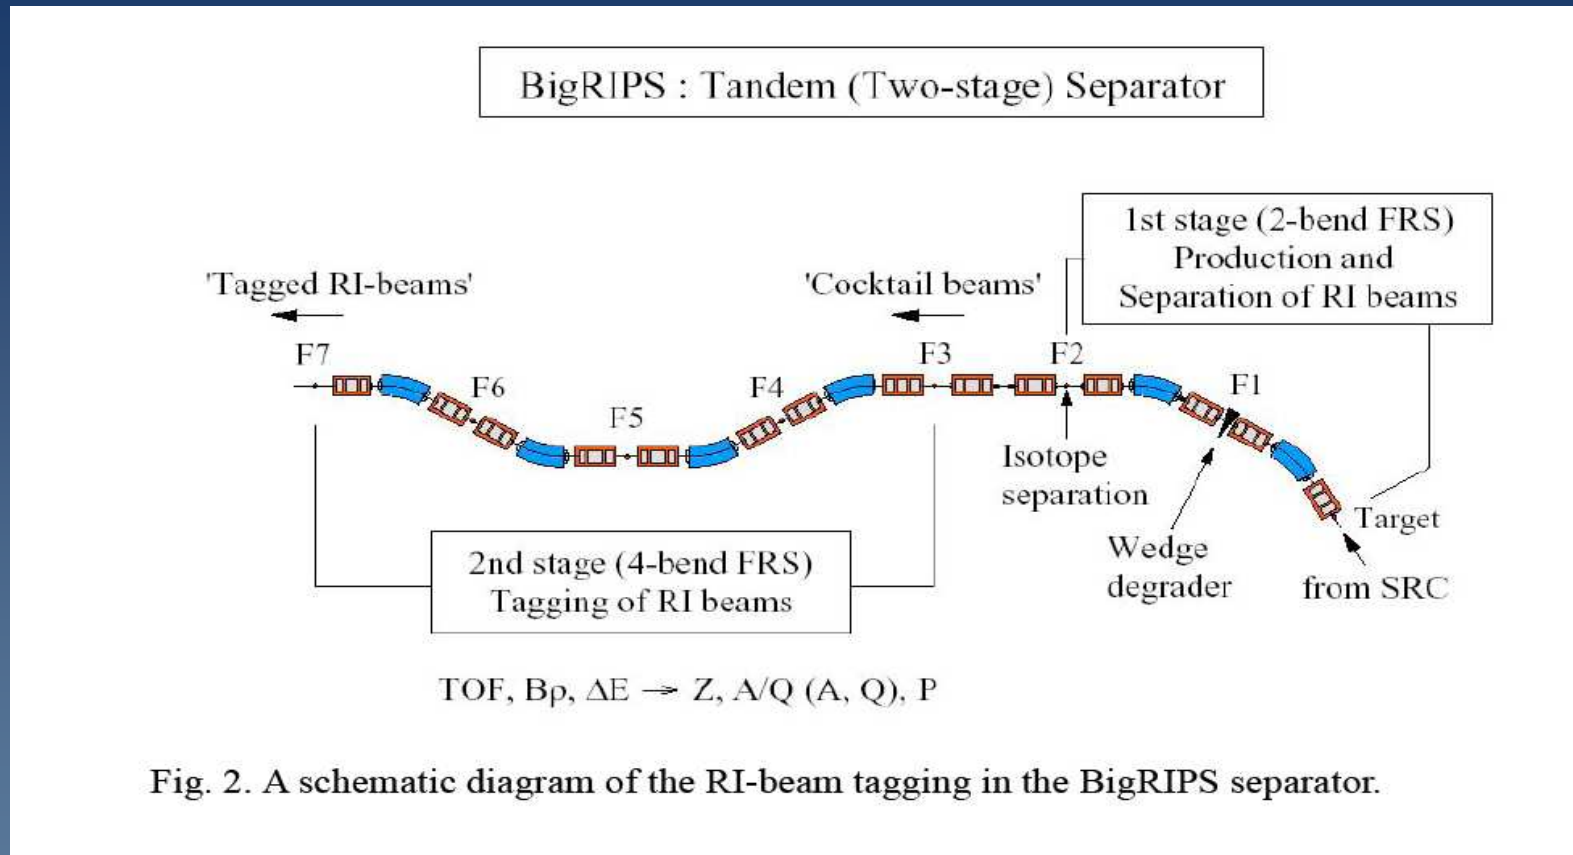 BigRIPS : Tandem (Two-stage) Separator
1st stage (2-bend FRS)
Production and
Separation of RI beams
'Tagged RI-beams'
'Cocktail beams'
F7
F6
F5
F4
F3
F2
F1
Isotope
separation
Wedge
degrader
Target
from SRC
2nd stage (4-bend FRS)
Tagging of RI beams
TOF, Bρ, ΔE → Z, A/Q (A, Q), P
Fig. 2. A schematic diagram of the RI-beam tagging in the BigRIPS separator.